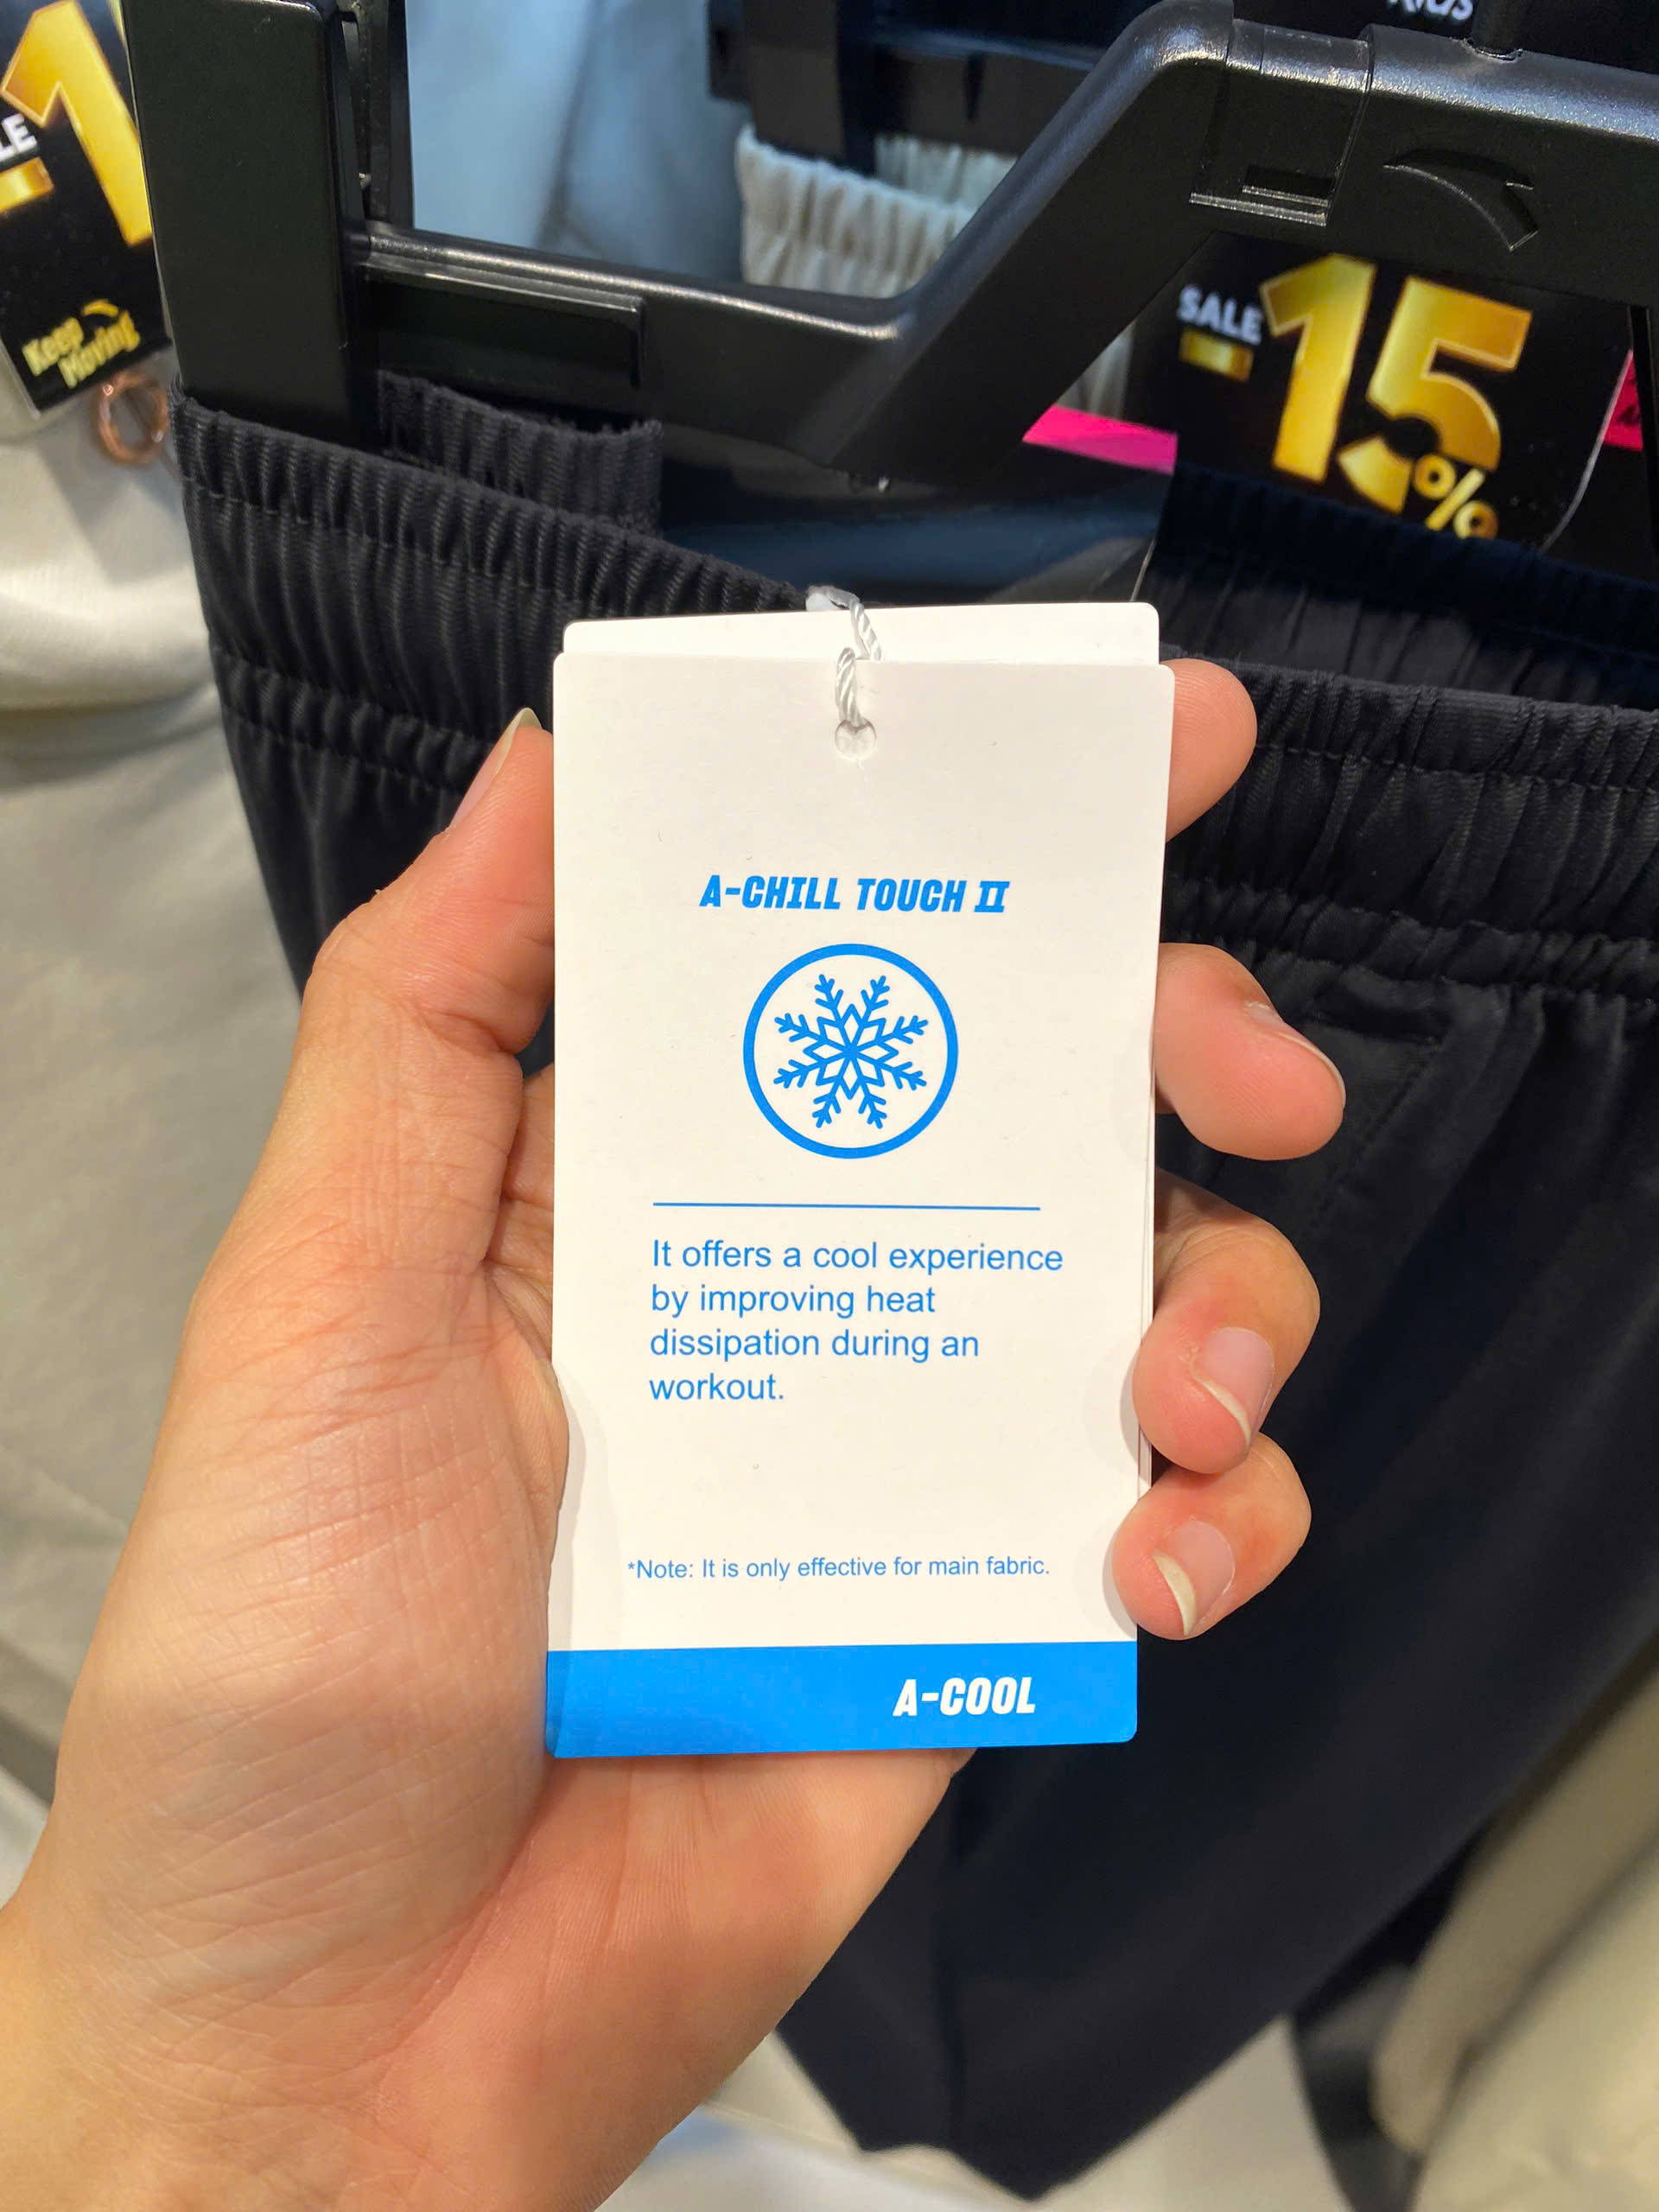 Keep
Moving
SALE
-15%
A-CHILL TOUCH II
It offers a cool experience
by improving heat
dissipation during an
workout.
*Note: It is only effective for main fabric.
A-COOL